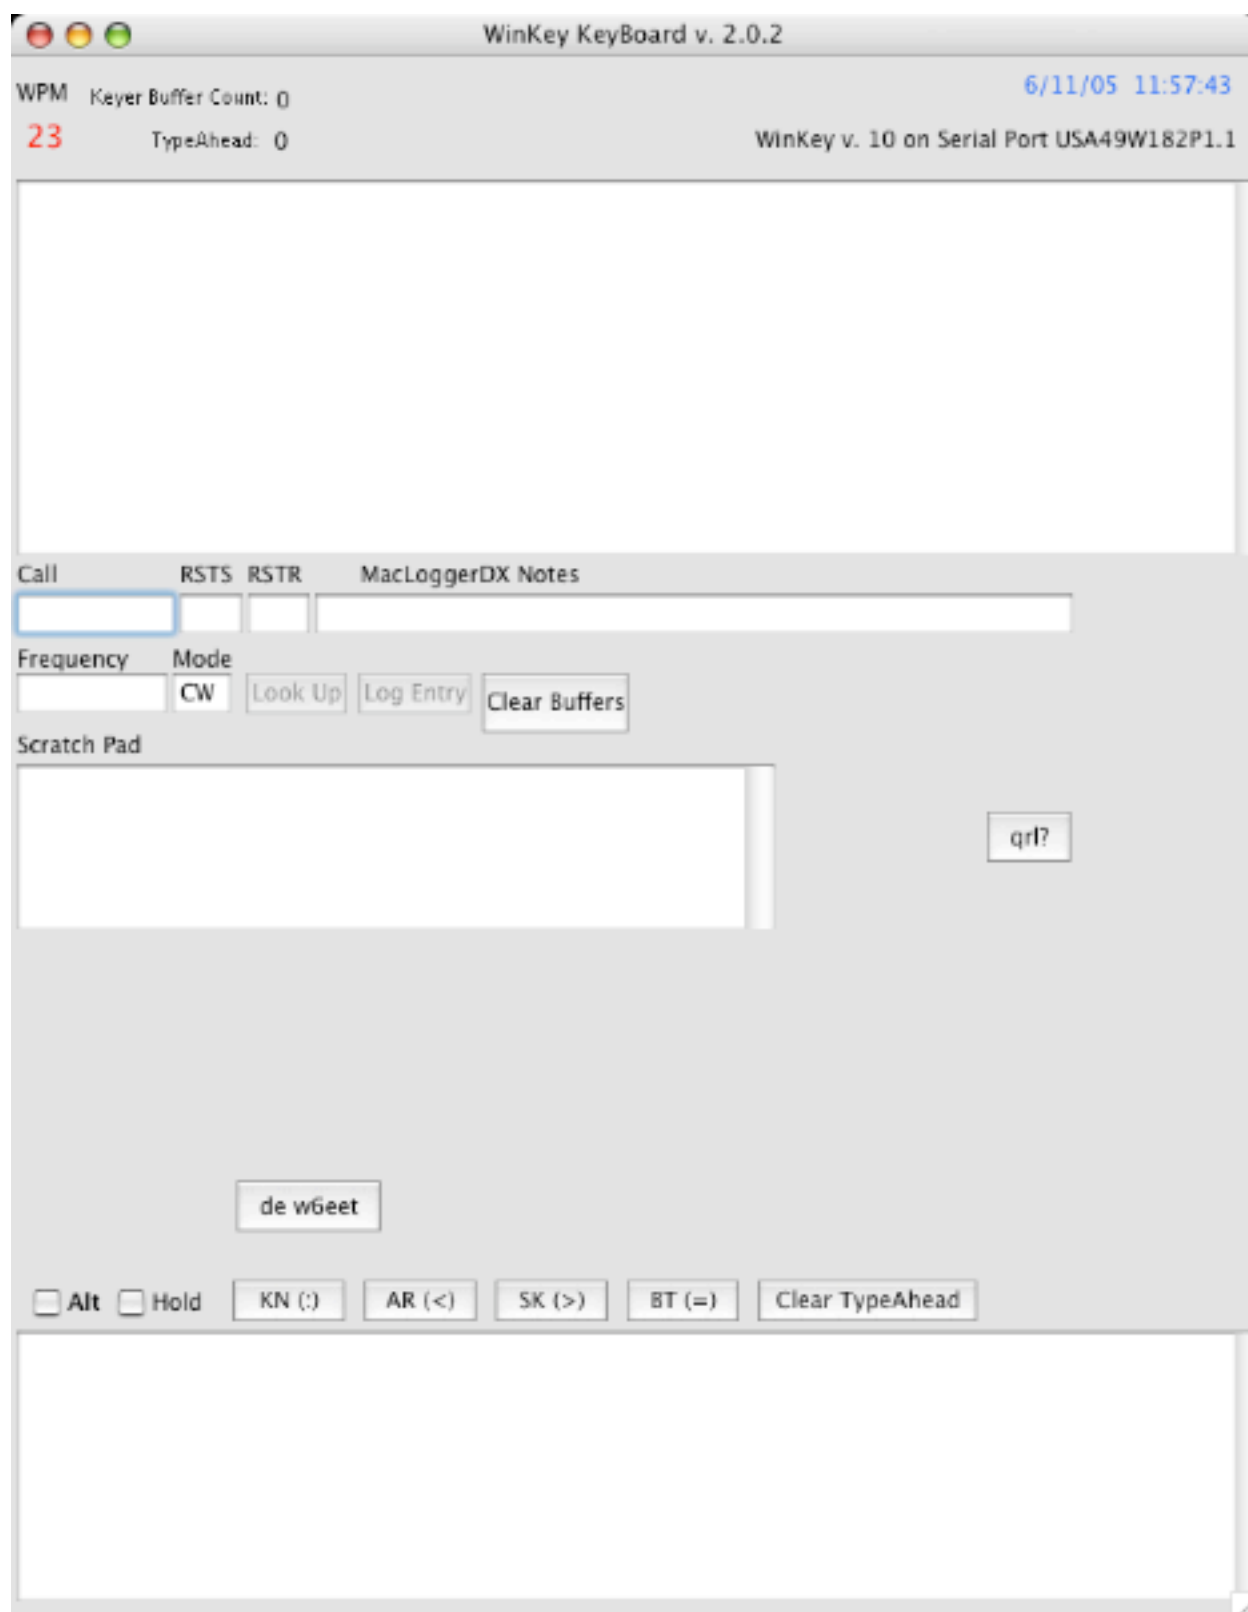 WinKey KeyBoard v. 2.0.2
WPM Keyer Buffer Count: 0 6/11/05 11:57:43
23 TypeAhead: 0 WinKey v. 10 on Serial Port USA49W182P1.1
Call RSTS RSTR MacLoggerDX Notes
Frequency Mode
CW Look Up Log Entry Clear Buffers
Scratch Pad
qrl?
de w6eet
Alt Hold KN (:) AR (<) SK (>) BT (=) Clear TypeAhead